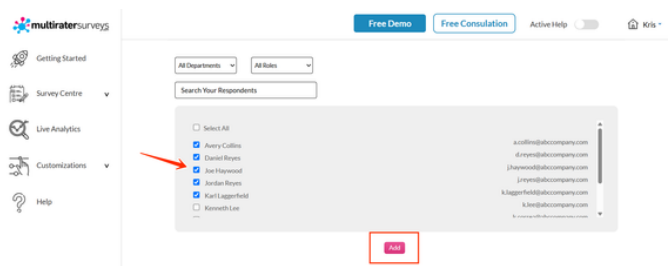 multiratersurveys
Free Demo
Free Consulation
Active Help
Kris
Getting Started
Survey Centre
Live Analytics
Customizations
Help
All Departments
All Roles
Search Your Respondents
Select All
Avery Collins a.collins@abccompany.com
Daniel Reyes d.reyes@abccompany.com
Joe Haywood j.haywood@abccompany.com
Jordan Reyes j.reyes@abccompany.com
Karl Laggerfield k.laggerfield@abccompany.com
Kenneth Lee k.lee@abccompany.com
Add